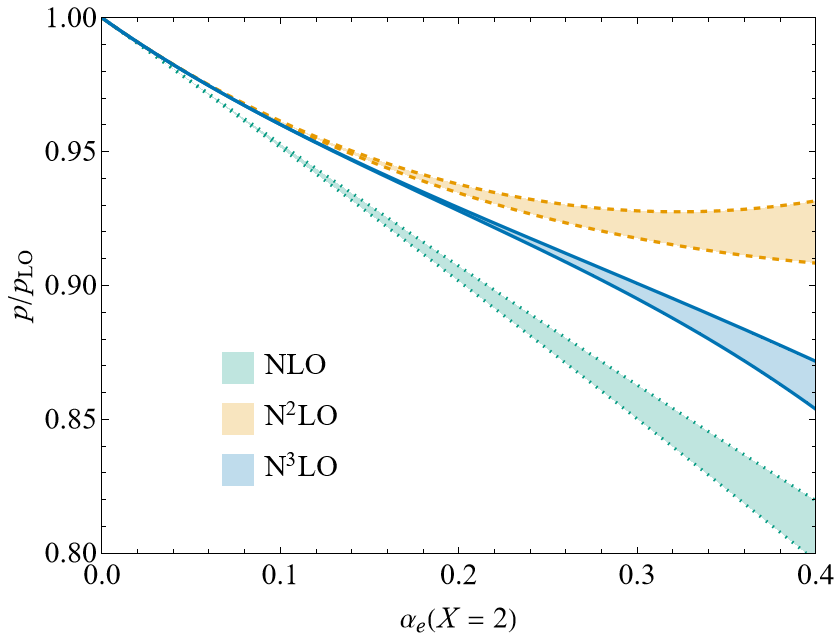 1.00
0.95
0.90
0.85
0.80
p/p_LO
NLO
N²LO
N³LO
0.0 0.1 0.2 0.3 0.4
α_e(X = 2)